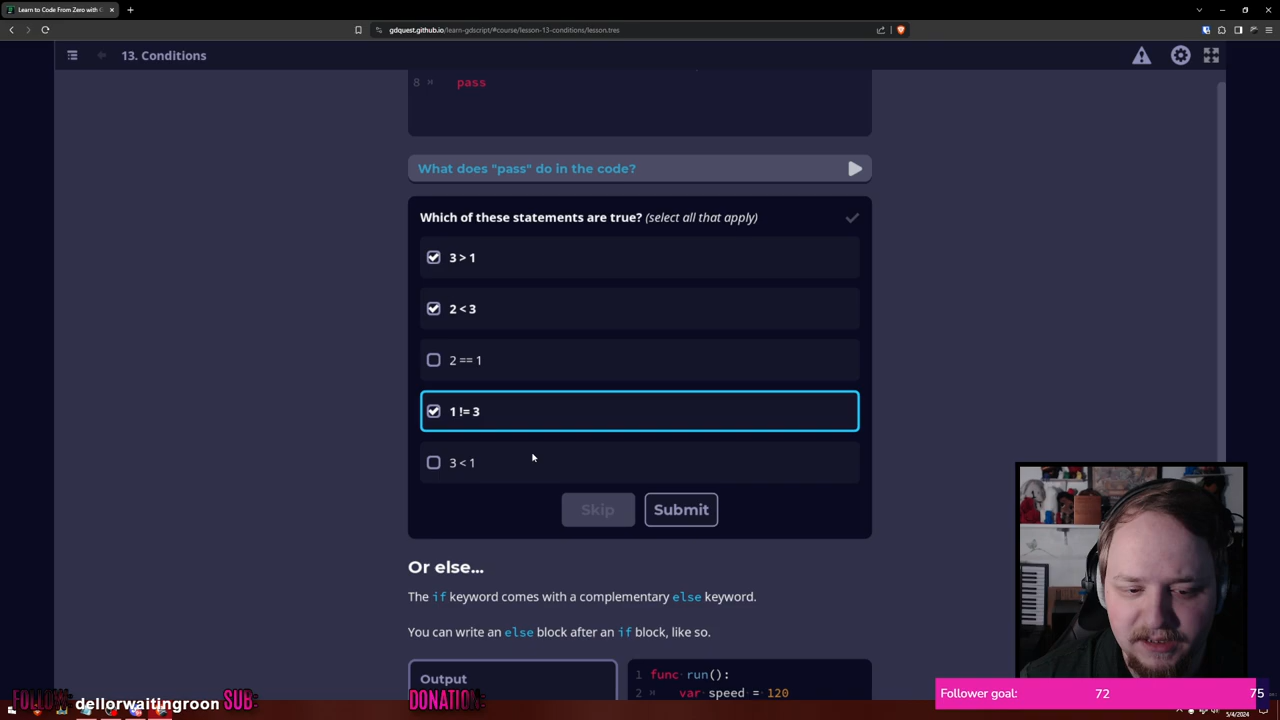 Learn to Code From Zero with
gdquest.github.io/learn-gdscript/#course/lesson-13-conditions/lesson.tres
13. Conditions
8 pass
What does "pass" do in the code?
Which of these statements are true? (select all that apply)
3 > 1
2 < 3
2 == 1
1 != 3
3 < 1
Skip Submit
Or else...
The if keyword comes with a complementary else keyword.
You can write an else block after an if block, like so.
Output
1 func run():
2 var speed = 120
FOLLOW: dellorwaitingroon SUB: DONATION:
Follower goal: 72 75
5/4/2024